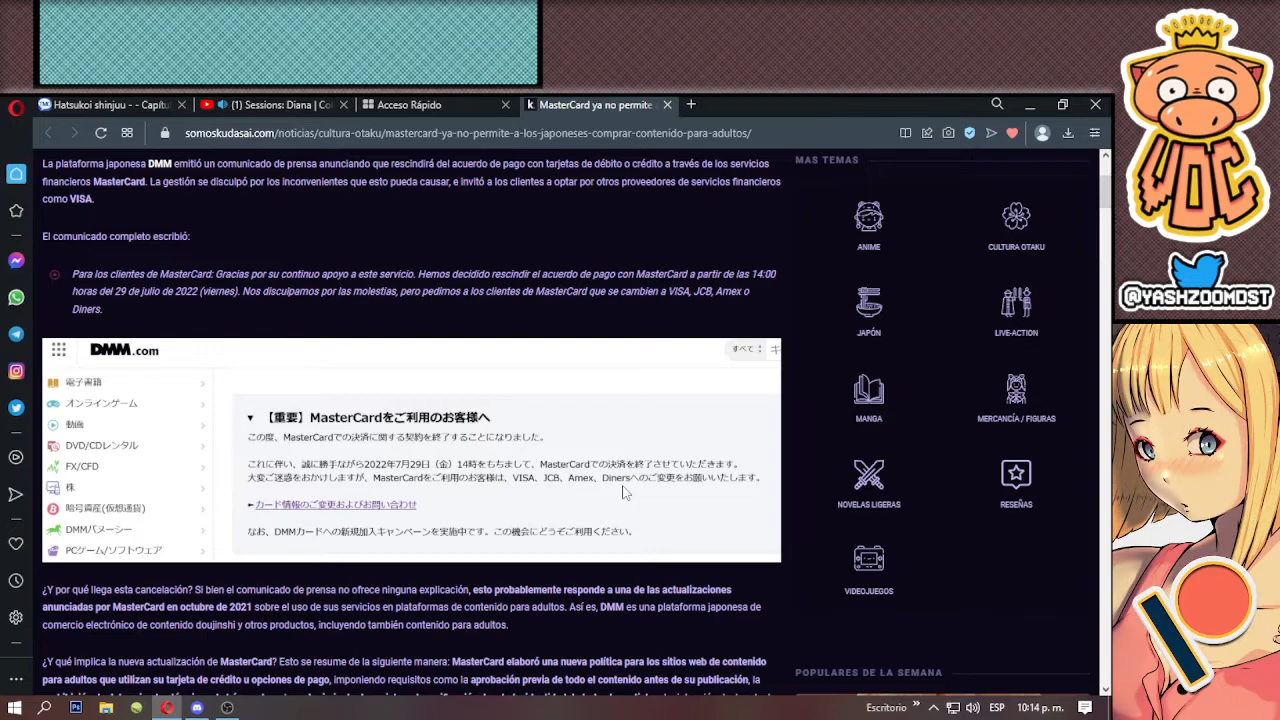 Hatsukoi shinjuu - - Capítu
(1) Sessions: Diana | Co
Acceso Rápido
MasterCard ya no permite
somoskudasai.com/noticias/cultura-otaku/mastercard-ya-no-permite-a-los-japoneses-comprar-contenido-para-adultos/
La plataforma japonesa DMM emitió un comunicado de prensa anunciando que rescindirá del acuerdo de pago con tarjetas de débito o crédito a través de los servicios
financieros MasterCard. La gestión se disculpó por los inconvenientes que esto pueda causar, e invitó a los clientes a optar por otros proveedores de servicios financieros
como VISA.
El comunicado completo escribió:
Para los clientes de MasterCard: Gracias por su continuo apoyo a este servicio. Hemos decidido rescindir el acuerdo de pago con MasterCard a partir de las 14:00
horas del 29 de julio de 2022 (viernes). Nos disculpamos por las molestias, pero pedimos a los clientes de MasterCard que se cambien a VISA, JCB, Amex o
Diners.
DMM.com
すべて
キ
電子書籍
オンラインゲーム
動画
DVD/CDレンタル
FX/CFD
株
暗号資産(仮想通貨)
DMMバヌーシー
PCゲーム/ソフトウェア
▼ 【重要】MasterCardをご利用のお客様へ
この度、MasterCardでの決済に関する契約を終了することになりました。
これに伴い、誠に勝手ながら2022年7月29日（金）14時をもちまして、MasterCardでの決済を終了させていただきます。
大変ご迷惑をおかけしますが、MasterCardをご利用のお客様は、VISA、JCB、Amex、Dinersへのご変更をお願いいたします。
►カード情報のご変更およびお問い合わせ
なお、DMMカードへの新規加入キャンペーンを実施中です。この機会にどうぞご利用ください。
¿Y por qué llega esta cancelación? Si bien el comunicado de prensa no ofrece ninguna explicación, esto probablemente responde a una de las actualizaciones
anunciadas por MasterCard en octubre de 2021 sobre el uso de sus servicios en plataformas de contenido para adultos. Así es, DMM es una plataforma japonesa de
comercio electrónico de contenido doujinshi y otros productos, incluyendo también contenido para adultos.
¿Y qué implica la nueva actualización de MasterCard? Esto se resume de la siguiente manera: MasterCard elaboró una nueva política para los sitios web de contenido
para adultos que utilizan su tarjeta de crédito u opciones de pago, imponiendo requisitos como la aprobación previa de todo el contenido antes de su publicación, la
MAS TEMAS
ANIME
CULTURA OTAKU
JAPÓN
LIVE-ACTION
MANGA
MERCANCÍA / FIGURAS
NOVELAS LIGERAS
RESEÑAS
VIDEOJUEGOS
POPULARES DE LA SEMANA
VOC
@YASHZOOMDST
Escritorio
ESP
10:14 p. m.